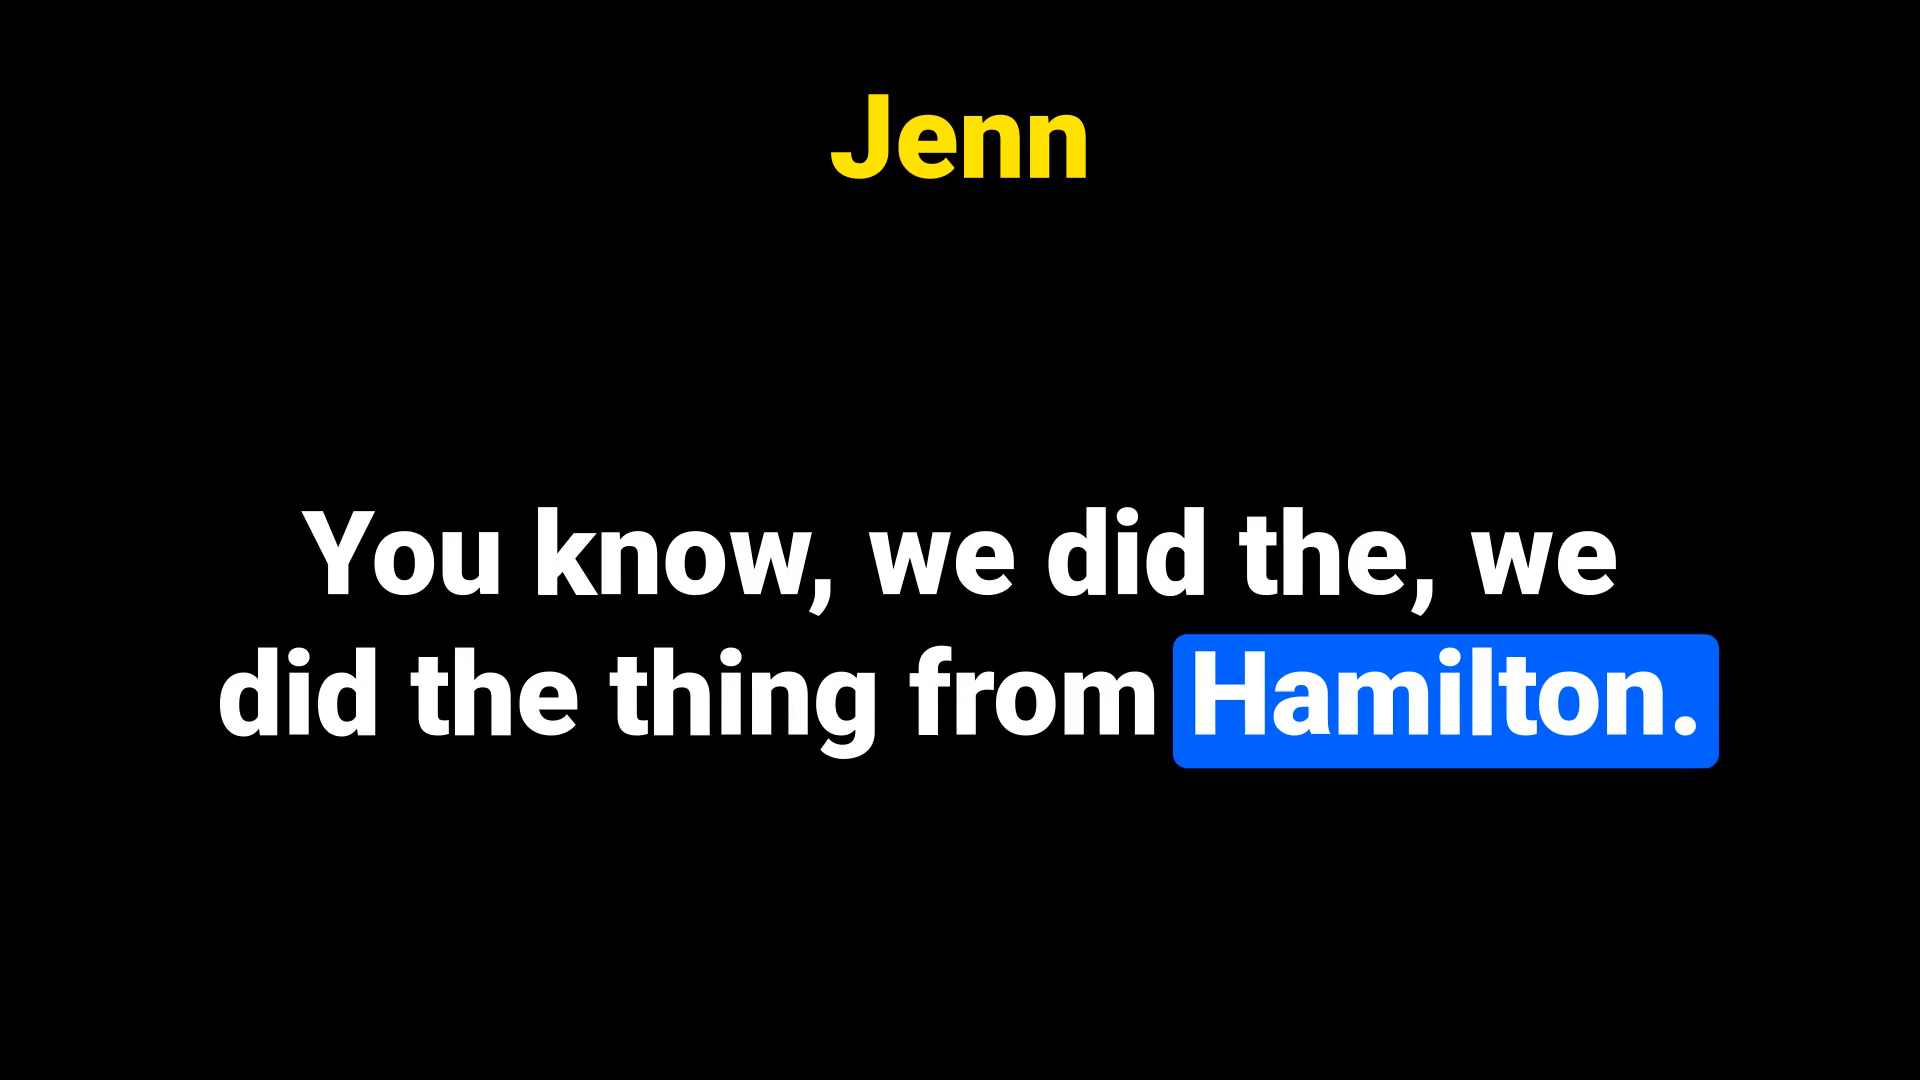 Jenn
You know, we did the, we
did the thing from Hamilton.